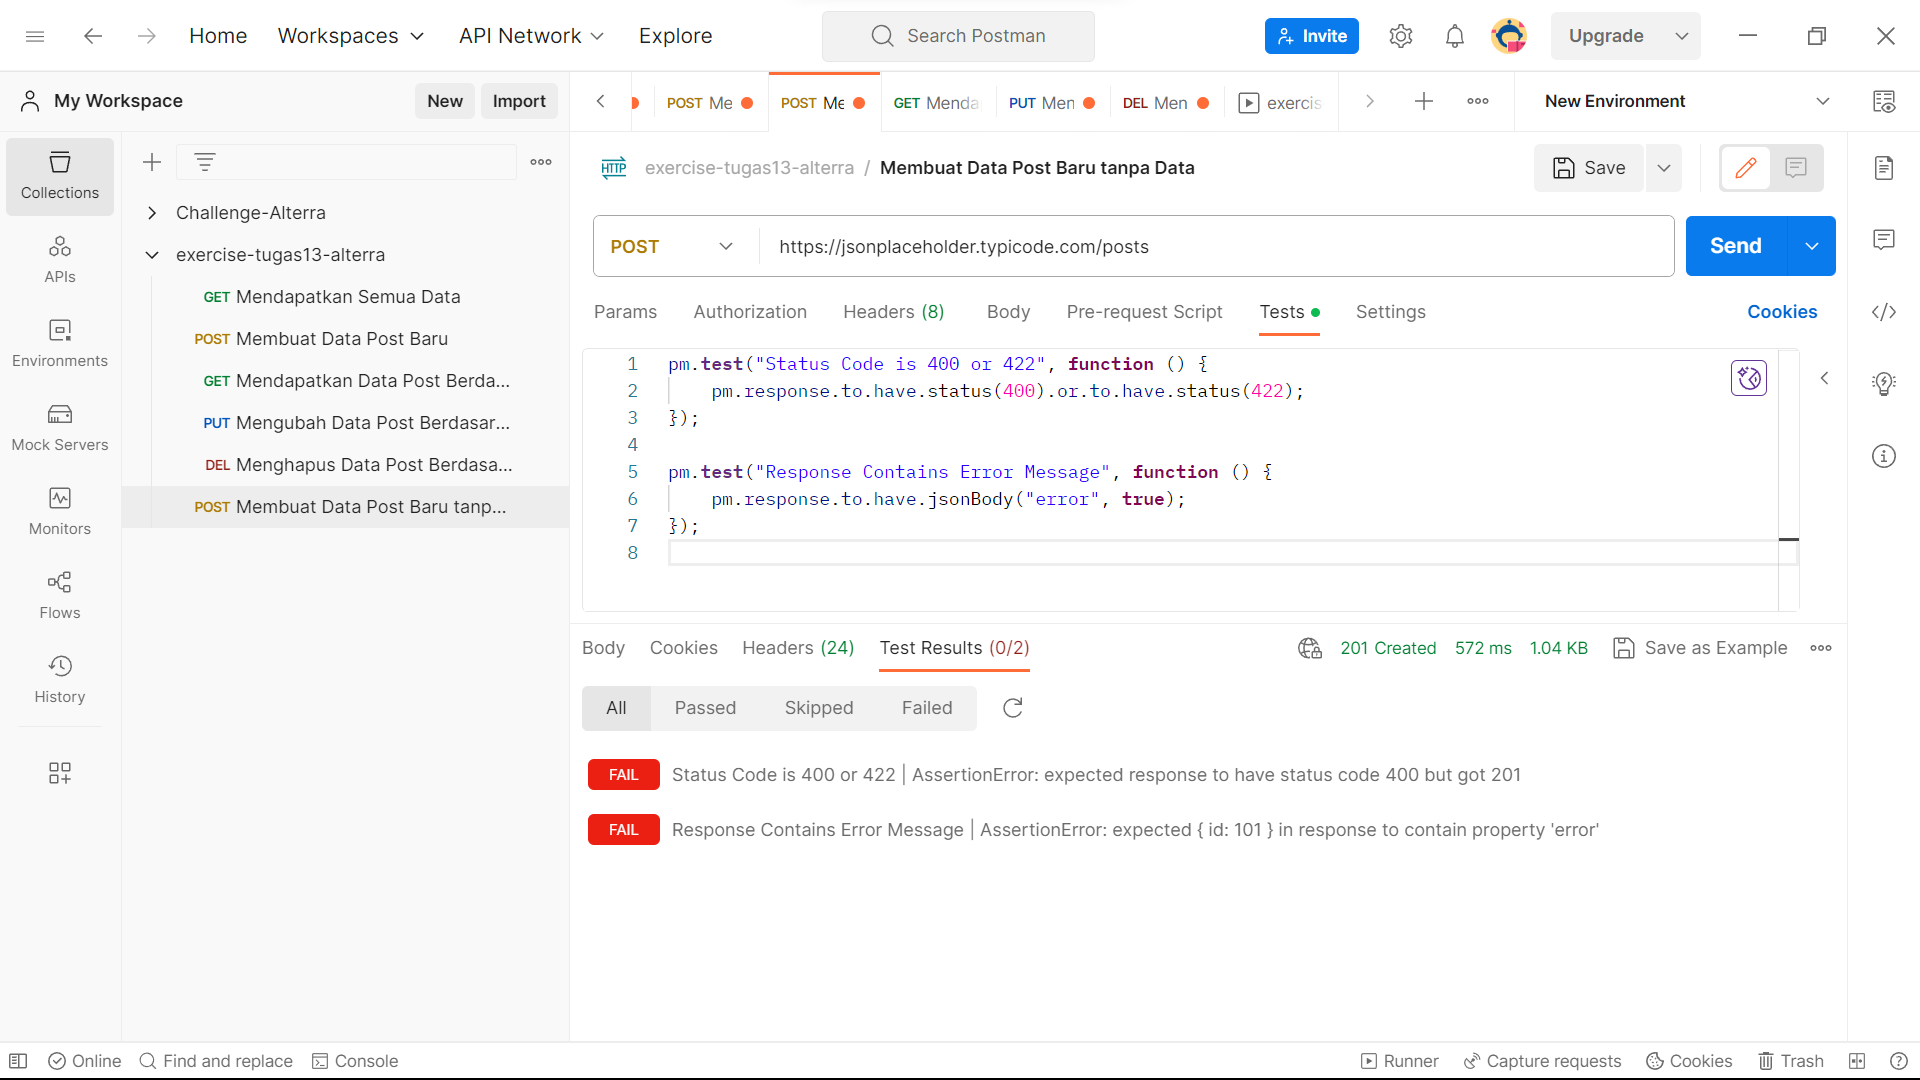 Home
Workspaces
API Network
Explore
Search Postman
Invite
Upgrade
My Workspace
New
Import
POST Me
POST Me
GET Menda
PUT Men
DEL Men
exercis
New Environment
Collections
APIs
Environments
Mock Servers
Monitors
Flows
History
Challenge-Alterra
exercise-tugas13-alterra
GET Mendapatkan Semua Data
POST Membuat Data Post Baru
GET Mendapatkan Data Post Berda...
PUT Mengubah Data Post Berdasar...
DEL Menghapus Data Post Berdasa...
POST Membuat Data Post Baru tanp...
HTTP exercise-tugas13-alterra / Membuat Data Post Baru tanpa Data
Save
POST
https://jsonplaceholder.typicode.com/posts
Send
Params
Authorization
Headers (8)
Body
Pre-request Script
Tests
Settings
Cookies
1 pm.test("Status Code is 400 or 422", function () {
2 pm.response.to.have.status(400).or.to.have.status(422);
3 });
4
5 pm.test("Response Contains Error Message", function () {
6 pm.response.to.have.jsonBody("error", true);
7 });
8
Body
Cookies
Headers (24)
Test Results (0/2)
201 Created
572 ms
1.04 KB
Save as Example
All
Passed
Skipped
Failed
FAIL Status Code is 400 or 422 | AssertionError: expected response to have status code 400 but got 201
FAIL Response Contains Error Message | AssertionError: expected { id: 101 } in response to contain property 'error'
Online
Find and replace
Console
Runner
Capture requests
Cookies
Trash